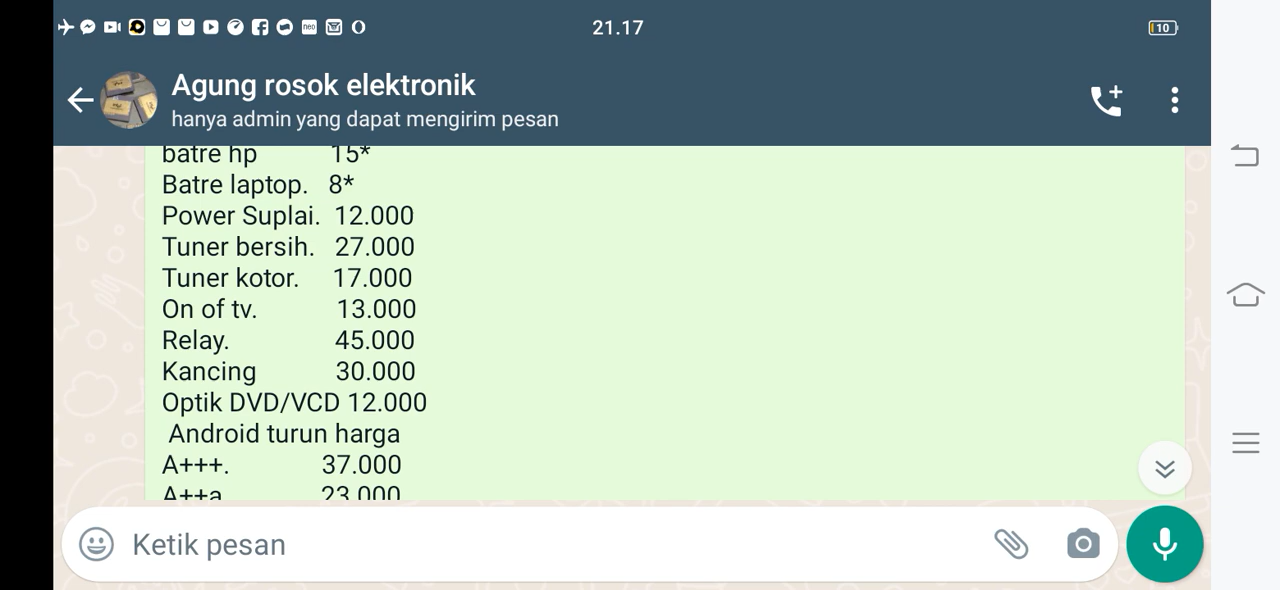 21.17
10
Agung rosok elektronik
hanya admin yang dapat mengirim pesan
batre hp 15*
Batre laptop. 8*
Power Suplai. 12.000
Tuner bersih. 27.000
Tuner kotor. 17.000
On of tv. 13.000
Relay. 45.000
Kancing 30.000
Optik DVD/VCD 12.000
Android turun harga
A+++. 37.000
A++a 23.000
Ketik pesan